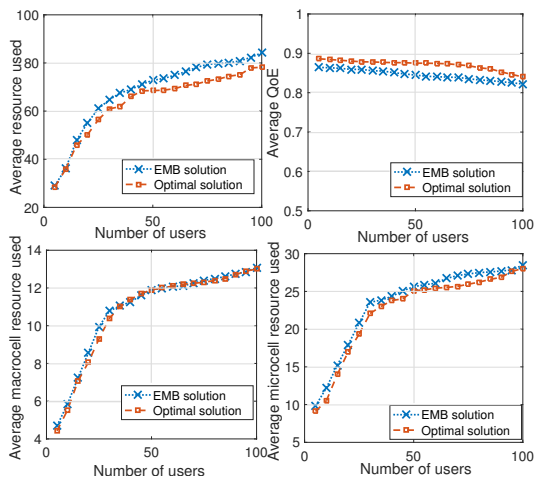 Average resource used
100
80
60
40
20
0
50
100
Number of users
EMB solution
Optimal solution
Average QoE
1
0.9
0.8
0.7
0.6
0.5
0
50
100
Number of users
EMB solution
Optimal solution
Average macrocell resource used
14
12
10
8
6
4
0
50
100
Number of users
EMB solution
Optimal solution
Average microcell resource used
30
25
20
15
10
5
0
50
100
Number of users
EMB solution
Optimal solution